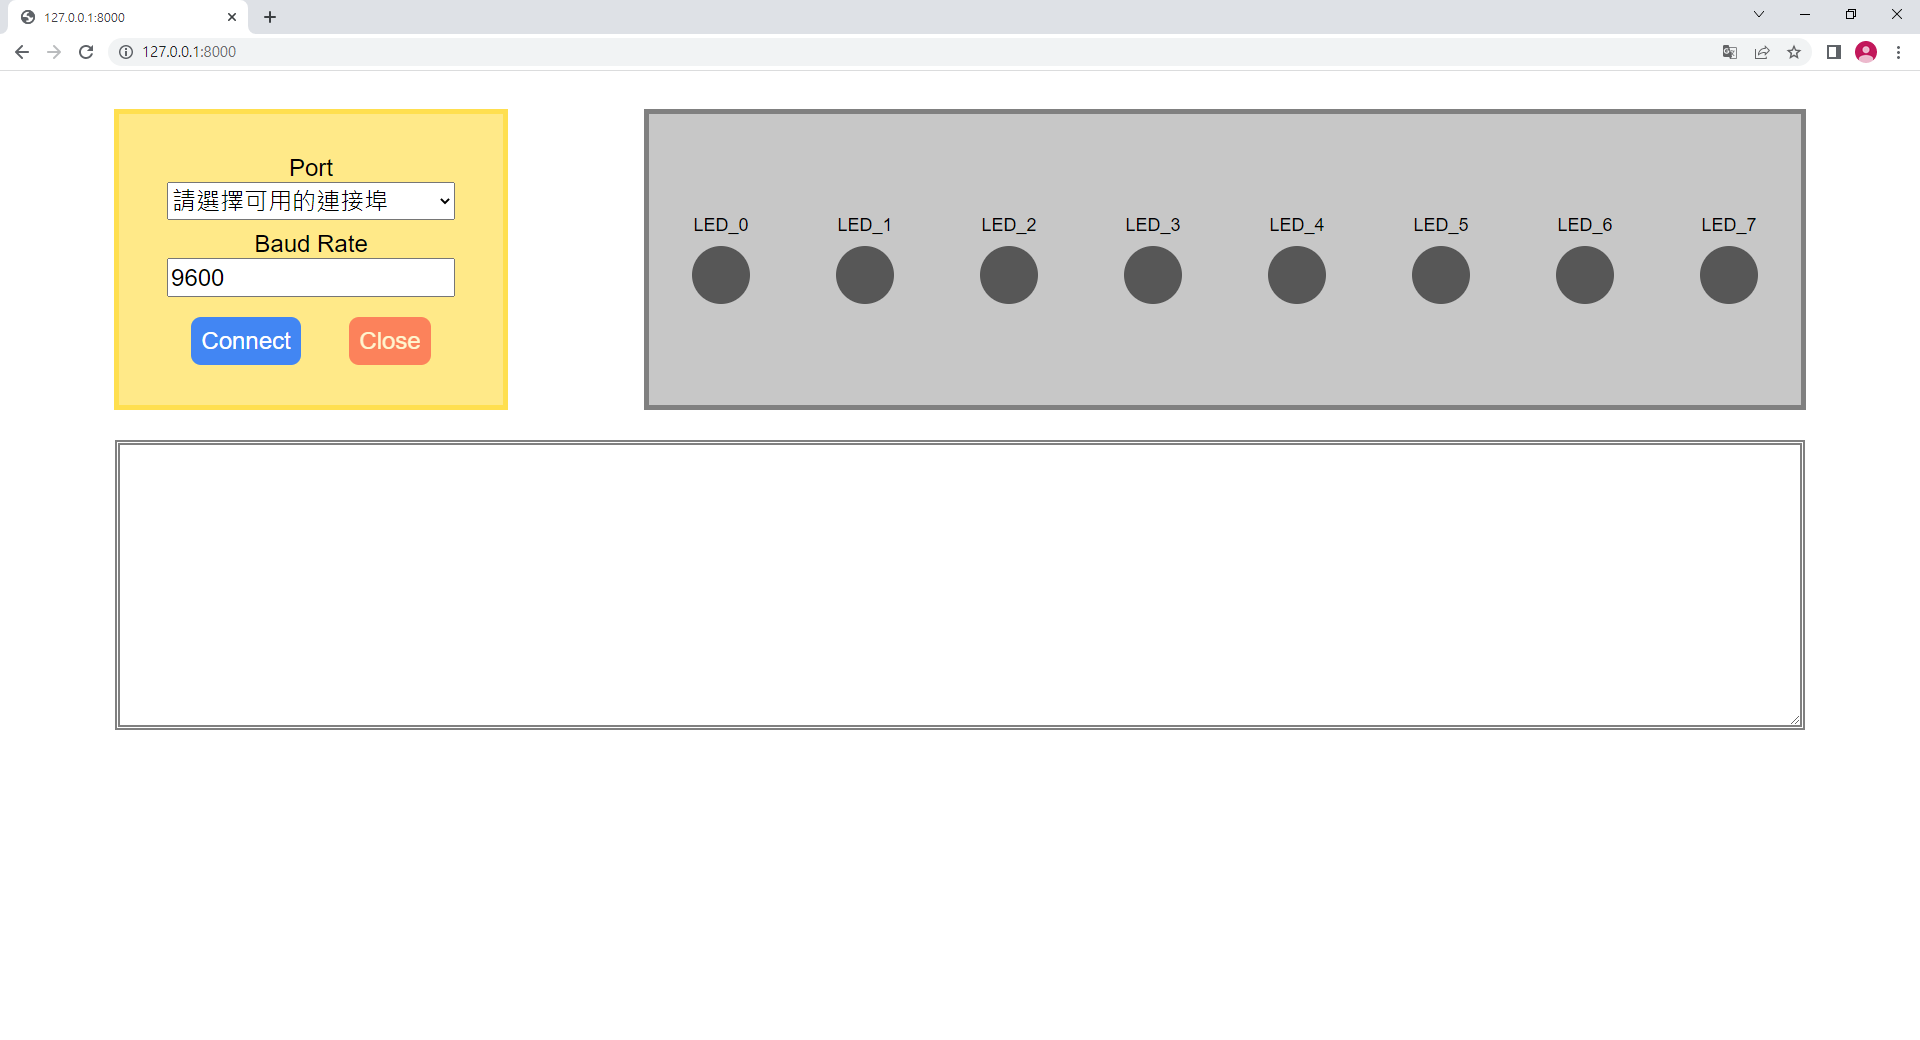 127.0.0.1:8000
127.0.0.1:8000
Port
請選擇可用的連接埠
Baud Rate
9600
Connect Close
LED_0 LED_1 LED_2 LED_3 LED_4 LED_5 LED_6 LED_7